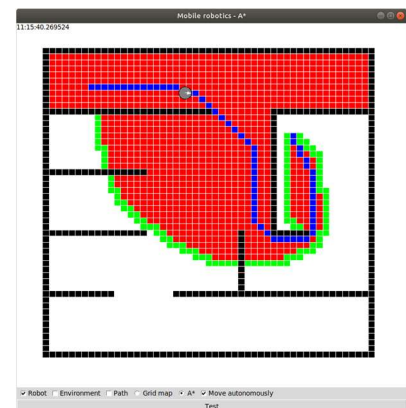 Mobile robotics - A*
11:15:40.269524
Robot Environment Path Grid map A* Move autonomously
Test